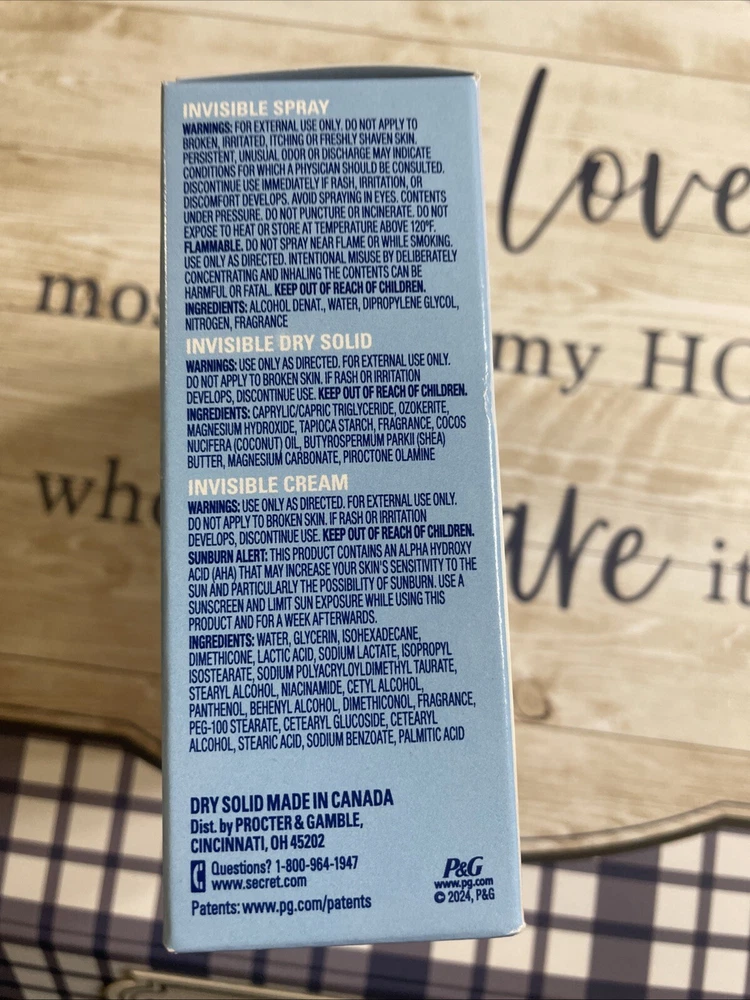 INVISIBLE SPRAY
WARNINGS: FOR EXTERNAL USE ONLY. DO NOT APPLY TO
BROKEN, IRRITATED, ITCHING OR FRESHLY SHAVEN SKIN.
PERSISTENT, UNUSUAL ODOR OR DISCHARGE MAY INDICATE
CONDITIONS FOR WHICH A PHYSICIAN SHOULD BE CONSULTED.
DISCONTINUE USE IMMEDIATELY IF RASH, IRRITATION, OR
DISCOMFORT DEVELOPS. AVOID SPRAYING IN EYES. CONTENTS
UNDER PRESSURE. DO NOT PUNCTURE OR INCINERATE. DO NOT
EXPOSE TO HEAT OR STORE AT TEMPERATURE ABOVE 120°F.
FLAMMABLE. DO NOT SPRAY NEAR FLAME OR WHILE SMOKING.
USE ONLY AS DIRECTED. INTENTIONAL MISUSE BY DELIBERATELY
CONCENTRATING AND INHALING THE CONTENTS CAN BE
HARMFUL OR FATAL. KEEP OUT OF REACH OF CHILDREN.
INGREDIENTS: ALCOHOL DENAT., WATER, DIPROPYLENE GLYCOL,
NITROGEN, FRAGRANCE
INVISIBLE DRY SOLID
WARNINGS: USE ONLY AS DIRECTED. FOR EXTERNAL USE ONLY.
DO NOT APPLY TO BROKEN SKIN. IF RASH OR IRRITATION
DEVELOPS, DISCONTINUE USE. KEEP OUT OF REACH OF CHILDREN.
INGREDIENTS: CAPRYLIC/CAPRIC TRIGLYCERIDE, OZOKERITE,
MAGNESIUM HYDROXIDE, TAPIOCA STARCH, FRAGRANCE, COCOS
NUCIFERA (COCONUT) OIL, BUTYROSPERMUM PARKII (SHEA)
BUTTER, MAGNESIUM CARBONATE, PIROCTONE OLAMINE
INVISIBLE CREAM
WARNINGS: USE ONLY AS DIRECTED. FOR EXTERNAL USE ONLY.
DO NOT APPLY TO BROKEN SKIN. IF RASH OR IRRITATION
DEVELOPS, DISCONTINUE USE. KEEP OUT OF REACH OF CHILDREN.
SUNBURN ALERT: THIS PRODUCT CONTAINS AN ALPHA HYDROXY
ACID (AHA) THAT MAY INCREASE YOUR SKIN'S SENSITIVITY TO THE
SUN AND PARTICULARLY THE POSSIBILITY OF SUNBURN. USE A
SUNSCREEN AND LIMIT SUN EXPOSURE WHILE USING THIS
PRODUCT AND FOR A WEEK AFTERWARDS.
INGREDIENTS: WATER, GLYCERIN, ISOHEXADECANE,
DIMETHICONE, LACTIC ACID, SODIUM LACTATE, ISOPROPYL
ISOSTEARATE, SODIUM POLYACRYLOYLDIMETHYL TAURATE,
STEARYL ALCOHOL, NIACINAMIDE, CETYL ALCOHOL,
PANTHENOL, BEHENYL ALCOHOL, DIMETHICONOL, FRAGRANCE,
PEG-100 STEARATE, CETEARYL GLUCOSIDE, CETEARYL
ALCOHOL, STEARIC ACID, SODIUM BENZOATE, PALMITIC ACID
DRY SOLID MADE IN CANADA
Dist. by PROCTER & GAMBLE,
CINCINNATI, OH 45202
Questions? 1-800-964-1947
www.secret.com
Patents: www.pg.com/patents
P&G
www.pg.com
© 2024, P&G
love
mos my HO
who are it